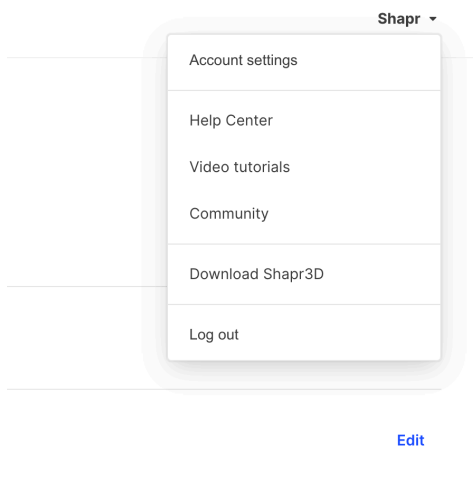 Shapr
Account settings
Help Center
Video tutorials
Community
Download Shapr3D
Log out
Edit